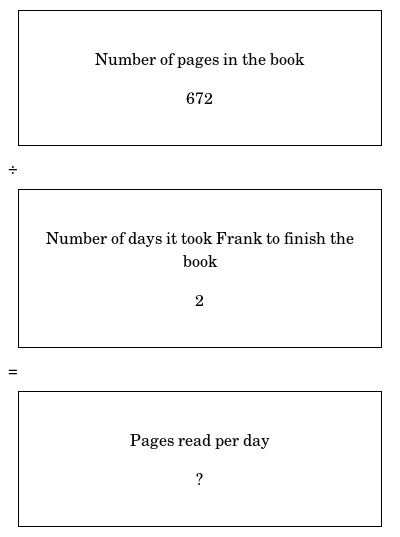 Number of pages in the book
672
÷
Number of days it took Frank to finish the
book
2
=
Pages read per day
?